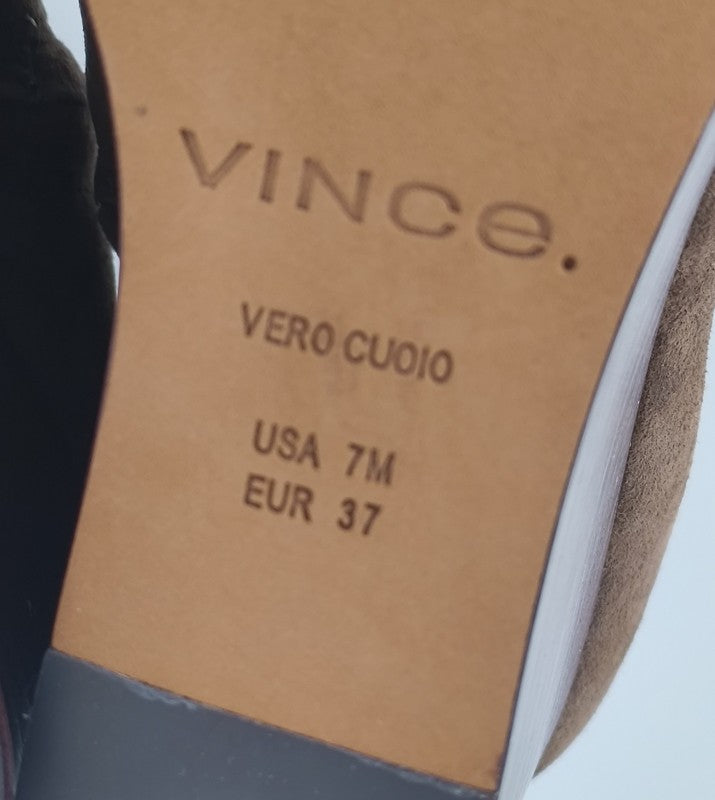 VINCe.
VERO CUOIO
USA 7M
EUR 37